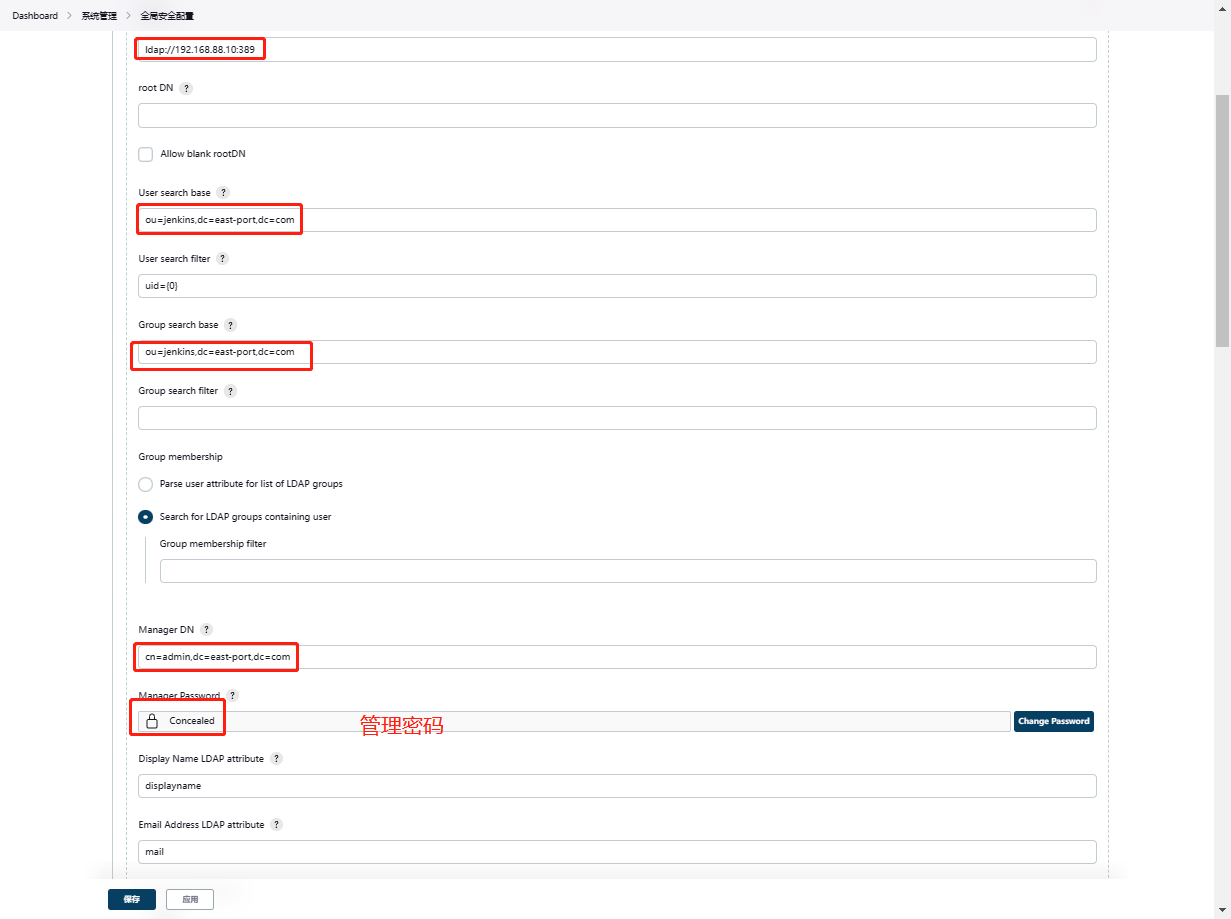 Dashboard > 系统管理 > 全局安全配置
ldap://192.168.88.10:389
root DN ?
Allow blank rootDN
User search base ?
ou=jenkins,dc=east-port,dc=com
User search filter ?
uid={0}
Group search base ?
ou=jenkins,dc=east-port,dc=com
Group search filter ?
Group membership
Parse user attribute for list of LDAP groups
Search for LDAP groups containing user
Group membership filter
Manager DN ?
cn=admin,dc=east-port,dc=com
Manager Password ?
Concealed 管理密码 Change Password
Display Name LDAP attribute ?
displayname
Email Address LDAP attribute ?
mail
保存 应用